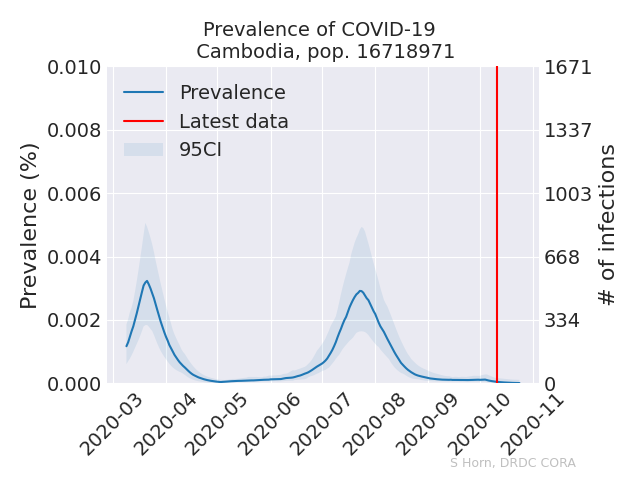 Prevalence of COVID-19
Cambodia, pop. 16718971
0.010
0.008
0.006
0.004
0.002
0.000
Prevalence (%)
Prevalence
Latest data
95CI
1671
1337
1003
668
334
0
# of infections
2020-03
2020-04
2020-05
2020-06
2020-07
2020-08
2020-09
2020-10
2020-11
S Horn, DRDC CORA